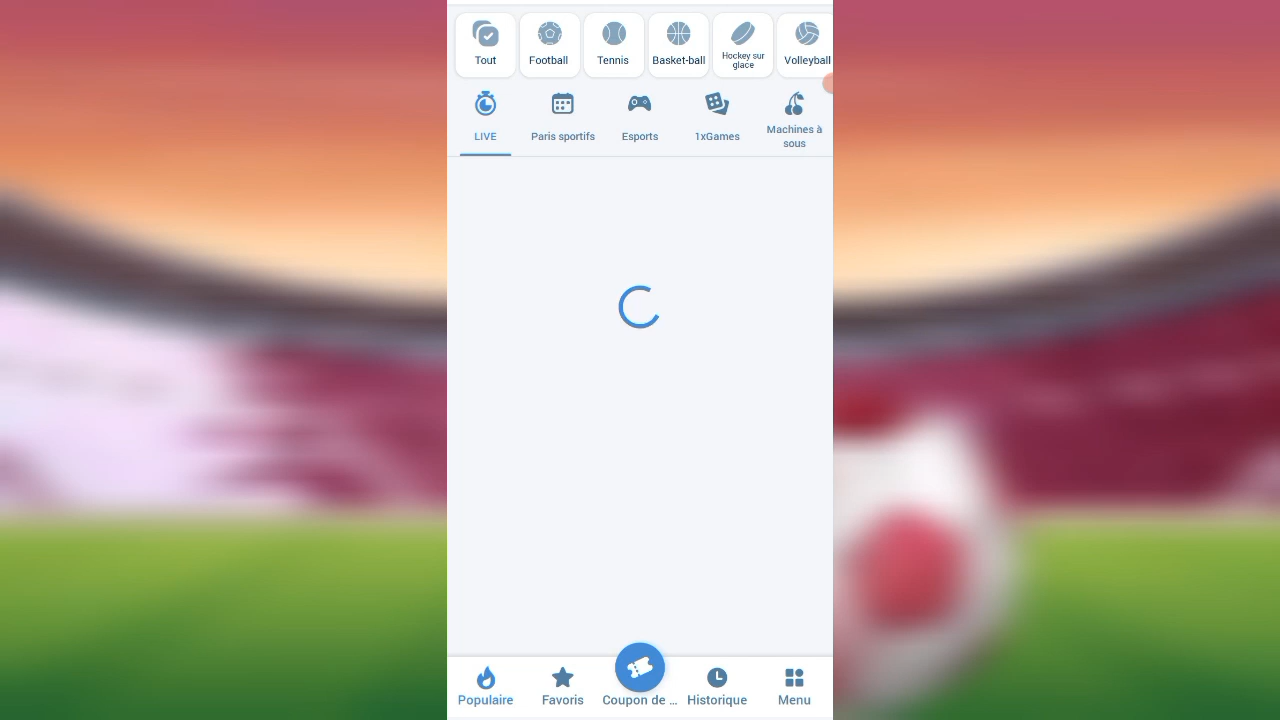 Tout
Football
Tennis
Basket-ball
Hockey sur
glace
Volleyball
LIVE
Paris sportifs
Esports
1xGames
Machines à
sous
Populaire
Favoris
Coupon de ...
Historique
Menu